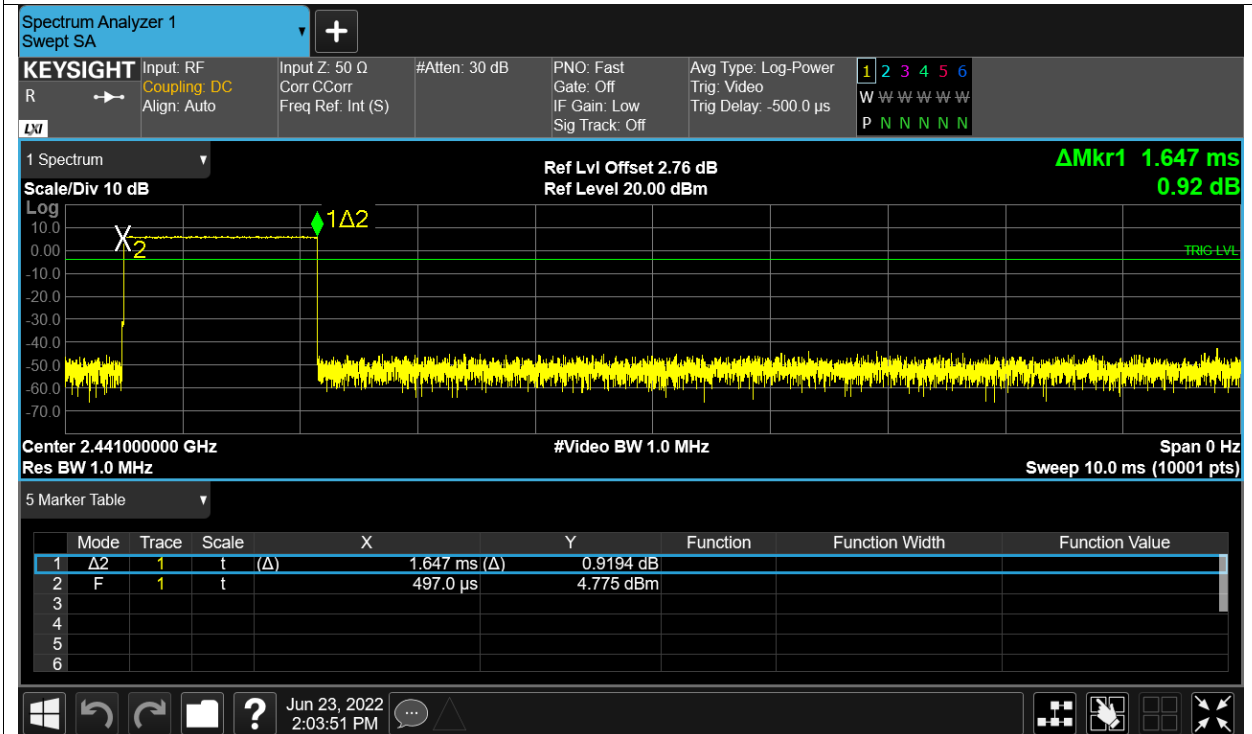 Spectrum Analyzer 1
Swept SA
+
KEYSIGHT Input: RF Input Z: 50 Ω #Atten: 30 dB PNO: Fast Avg Type: Log-Power 1 2 3 4 5 6
R Coupling: DC Corr CCorr Gate: Off Trig: Video W W W W W W
Align: Auto Freq Ref: Int (S) IF Gain: Low Trig Delay: -500.0 µs P N N N N N
LXI Sig Track: Off
1 Spectrum Ref Lvl Offset 2.76 dB ΔMkr1 1.647 ms
Scale/Div 10 dB Ref Level 20.00 dBm 0.92 dB
Log
10.0 1Δ2
0.00 X2 TRIG LVL
-10.0
-20.0
-30.0
-40.0
-50.0
-60.0
-70.0
Center 2.441000000 GHz #Video BW 1.0 MHz Span 0 Hz
Res BW 1.0 MHz Sweep 10.0 ms (10001 pts)
5 Marker Table
Mode Trace Scale X Y Function Function Width Function Value
1 Δ2 1 t (Δ) 1.647 ms (Δ) 0.9194 dB
2 F 1 t 497.0 µs 4.775 dBm
3
4
5
6
? Jun 23, 2022
2:03:51 PM